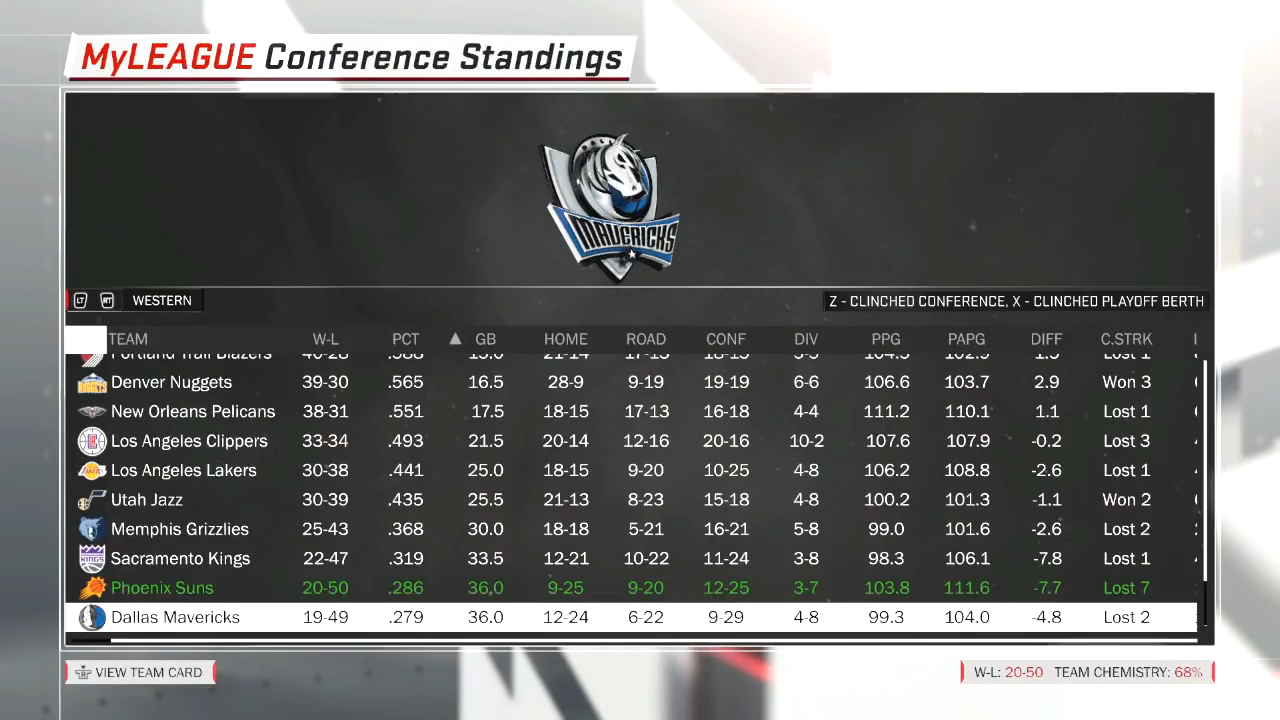 MyLEAGUE Conference Standings
MAVERICKS
LT RT WESTERN
Z - CLINCHED CONFERENCE, X - CLINCHED PLAYOFF BERTH
TEAM W-L PCT GB HOME ROAD CONF DIV PPG PAPG DIFF C.STRK
Portland Trail Blazers Lost 1
Denver Nuggets 39-30 .565 16.5 28-9 9-19 19-19 6-6 106.6 103.7 2.9 Won 3
New Orleans Pelicans 38-31 .551 17.5 18-15 17-13 16-18 4-4 111.2 110.1 1.1 Lost 1
Los Angeles Clippers 33-34 .493 21.5 20-14 12-16 20-16 10-2 107.6 107.9 -0.2 Lost 3
Los Angeles Lakers 30-38 .441 25.0 18-15 9-20 10-25 4-8 106.2 108.8 -2.6 Lost 1
Utah Jazz 30-39 .435 25.5 21-13 8-23 15-18 4-8 100.2 101.3 -1.1 Won 2
Memphis Grizzlies 25-43 .368 30.0 18-18 5-21 16-21 5-8 99.0 101.6 -2.6 Lost 2
Sacramento Kings 22-47 .319 33.5 12-21 10-22 11-24 3-8 98.3 106.1 -7.8 Lost 1
Phoenix Suns 20-50 .286 36.0 9-25 9-20 12-25 3-7 103.8 111.6 -7.7 Lost 7
Dallas Mavericks 19-49 .279 36.0 12-24 6-22 9-29 4-8 99.3 104.0 -4.8 Lost 2
VIEW TEAM CARD
W-L: 20-50 TEAM CHEMISTRY: 68%